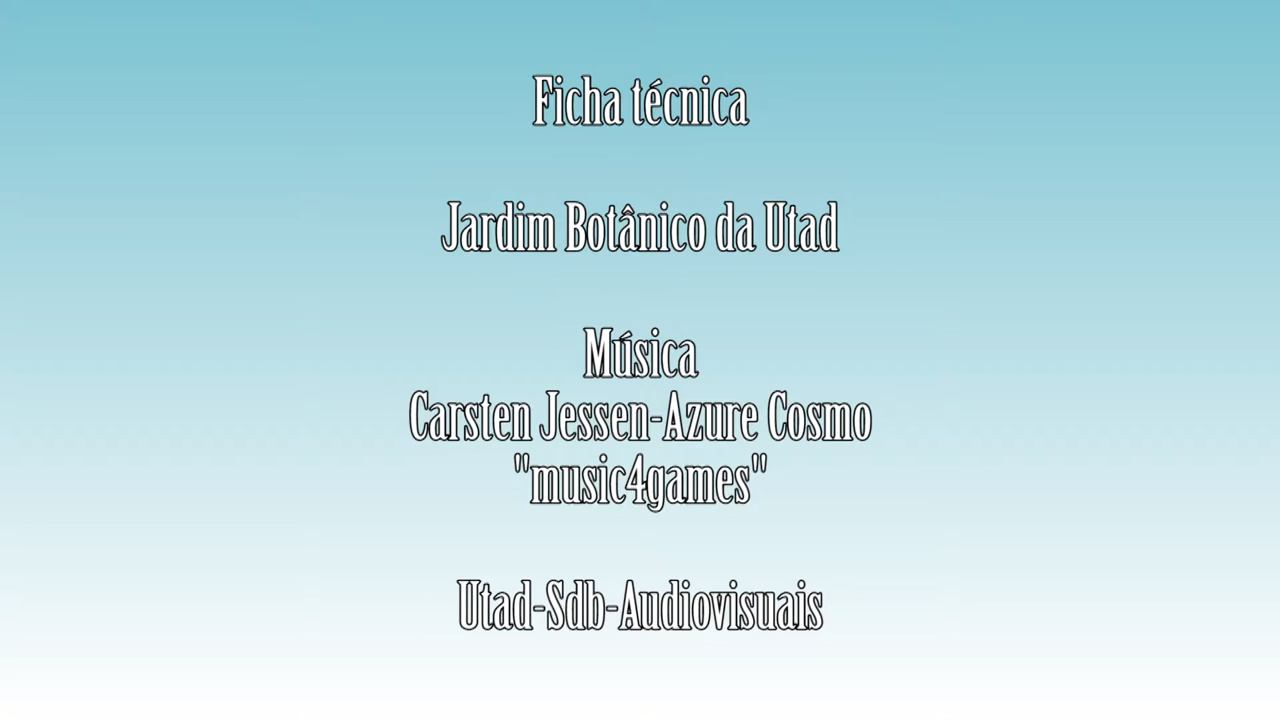 Ficha técnica
Jardim Botânico da Utad
Música
Carsten Jessen-Azure Cosmo
"music4games"
Utad-Sdb-Audiovisuais